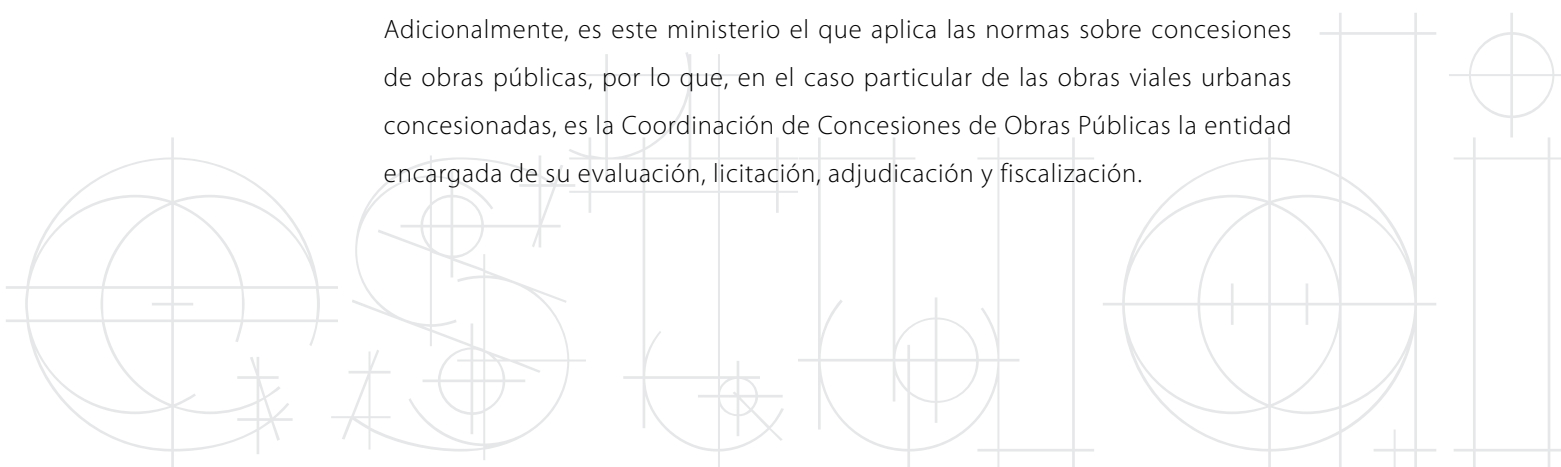 Adicionalmente, es este ministerio el que aplica las normas sobre concesiones
de obras públicas, por lo que, en el caso particular de las obras viales urbanas
concesionadas, es la Coordinación de Concesiones de Obras Públicas la entidad
encargada de su evaluación, licitación, adjudicación y fiscalización.
estudi